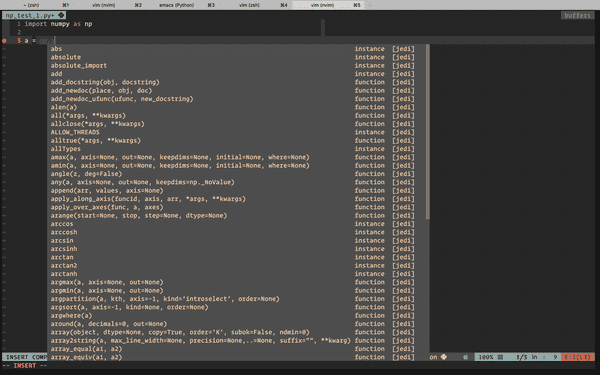 ~ (zsh) ⌘1 vim (nvim) ⌘2 emacs (Python) ⌘3 vim (zsh) ⌘4 vim (nvim) ⌘5
np_test_1.py+ buffers
1 import numpy as np
2
3 a = np.
abs instance [jedi]
absolute instance [jedi]
absolute_import instance [jedi]
add instance [jedi]
add_docstring(obj, docstring) function [jedi]
add_newdoc(place, obj, doc) function [jedi]
add_newdoc_ufunc(ufunc, new_docstring) function [jedi]
alen(a) function [jedi]
all(*args, **kwargs) function [jedi]
allclose(*args, **kwargs) function [jedi]
ALLOW_THREADS instance [jedi]
alltrue(*args, **kwargs) function [jedi]
allTypes instance [jedi]
amax(a, axis=None, out=None, keepdims=None, initial=None, where=None) function [jedi]
amin(a, axis=None, out=None, keepdims=None, initial=None, where=None) function [jedi]
angle(z, deg=False) function [jedi]
any(a, axis=None, out=None, keepdims=np._NoValue) function [jedi]
append(arr, values, axis=None) function [jedi]
apply_along_axis(funcid, axis, arr, *args, **kwargs) function [jedi]
apply_over_axes(func, a, axes) function [jedi]
arange(start=None, stop, step=None, dtype=None) function [jedi]
arccos instance [jedi]
arccosh instance [jedi]
arcsin instance [jedi]
arcsinh instance [jedi]
arctan instance [jedi]
arctan2 instance [jedi]
arctanh instance [jedi]
argmax(a, axis=None, out=None) function [jedi]
argmin(a, axis=None, out=None) function [jedi]
argpartition(a, kth, axis=-1, kind='introselect', order=None) function [jedi]
argsort(a, axis=-1, kind=None, order=None) function [jedi]
argwhere(a) function [jedi]
around(a, decimals=0, out=None) function [jedi]
array(object, dtype=None, copy=True, order='K', subok=False, ndmin=0) function [jedi]
array2string(a, max_line_width=None, precision=None,..=None, suffix="", **kwarg) function [jedi]
array_equal(a1, a2) function [jedi]
array_equiv(a1, a2) function [jedi]
INSERT COMP on 100% ☰ 3/3 ln : 9 E:2(L1)
-- INSERT --